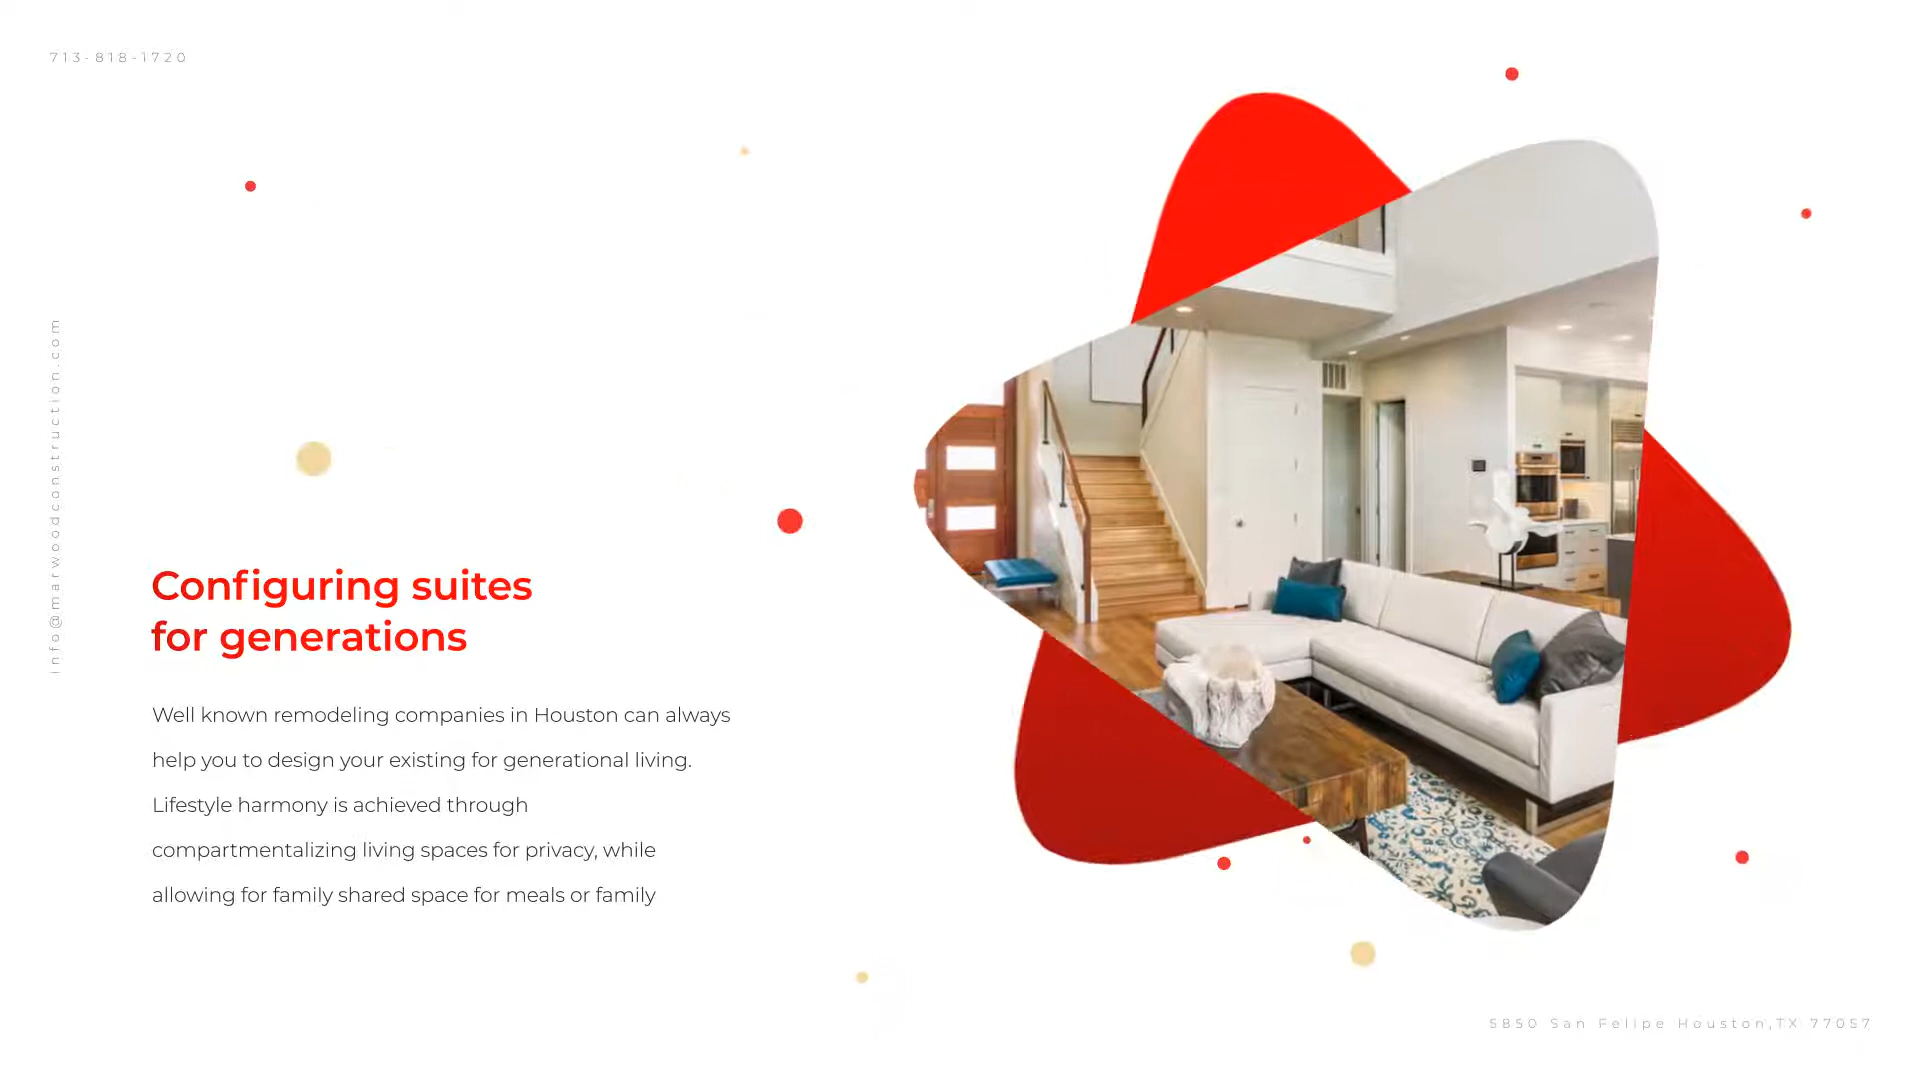 713-818-1720
info@marwoodconstruction.com
Configuring suites
for generations
Well known remodeling companies in Houston can always
help you to design your existing for generational living.
Lifestyle harmony is achieved through
compartmentalizing living spaces for privacy, while
allowing for family shared space for meals or family
5850 San Felipe Houston,TX 77057